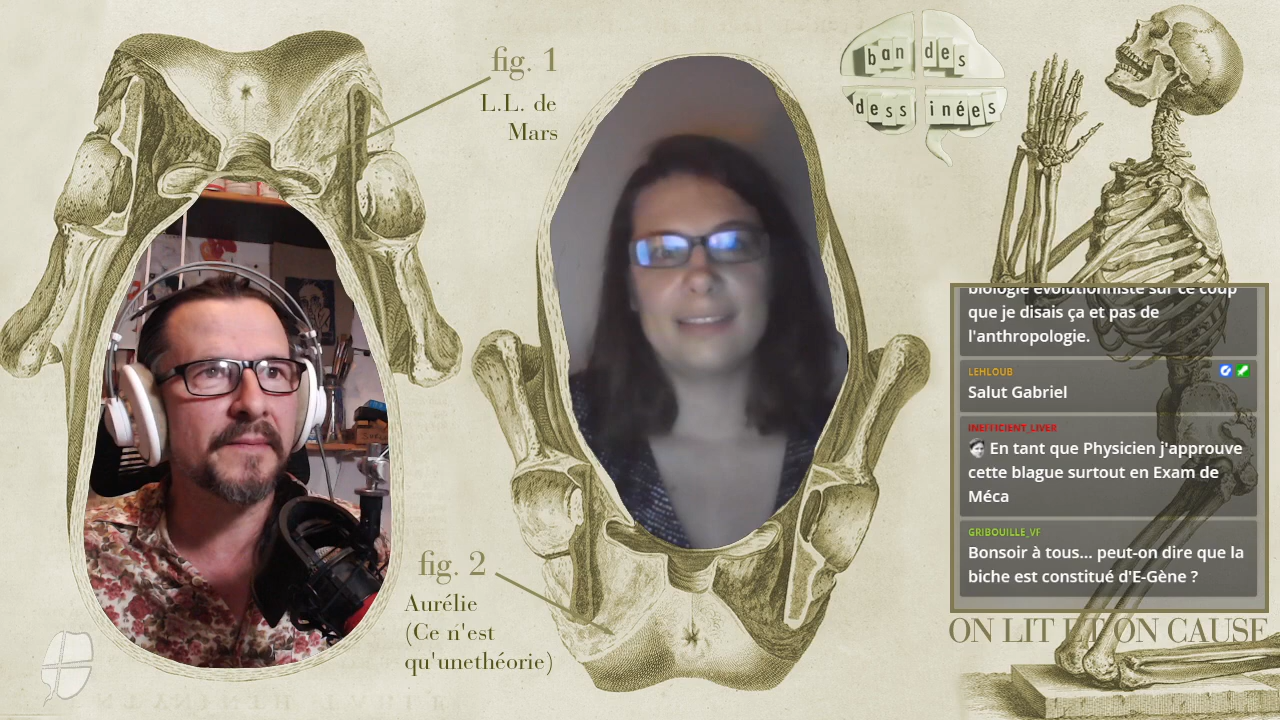 fig. 1
L.L. de
Mars
ban des
dess inées
biologie évolutionniste sur ce coup
que je disais ça et pas de
l'anthropologie.
LEHLOUB
Salut Gabriel
INEFFICIENT_LIVER
En tant que Physicien j'approuve
cette blague surtout en Exam de
Méca
GRIBOUILLE_VF
Bonsoir à tous... peut-on dire que la
biche est constitué d'E-Gène ?
ON LIT ET ON CAUSE
fig. 2
Aurélie
(Ce n'est
qu'unethéorie)